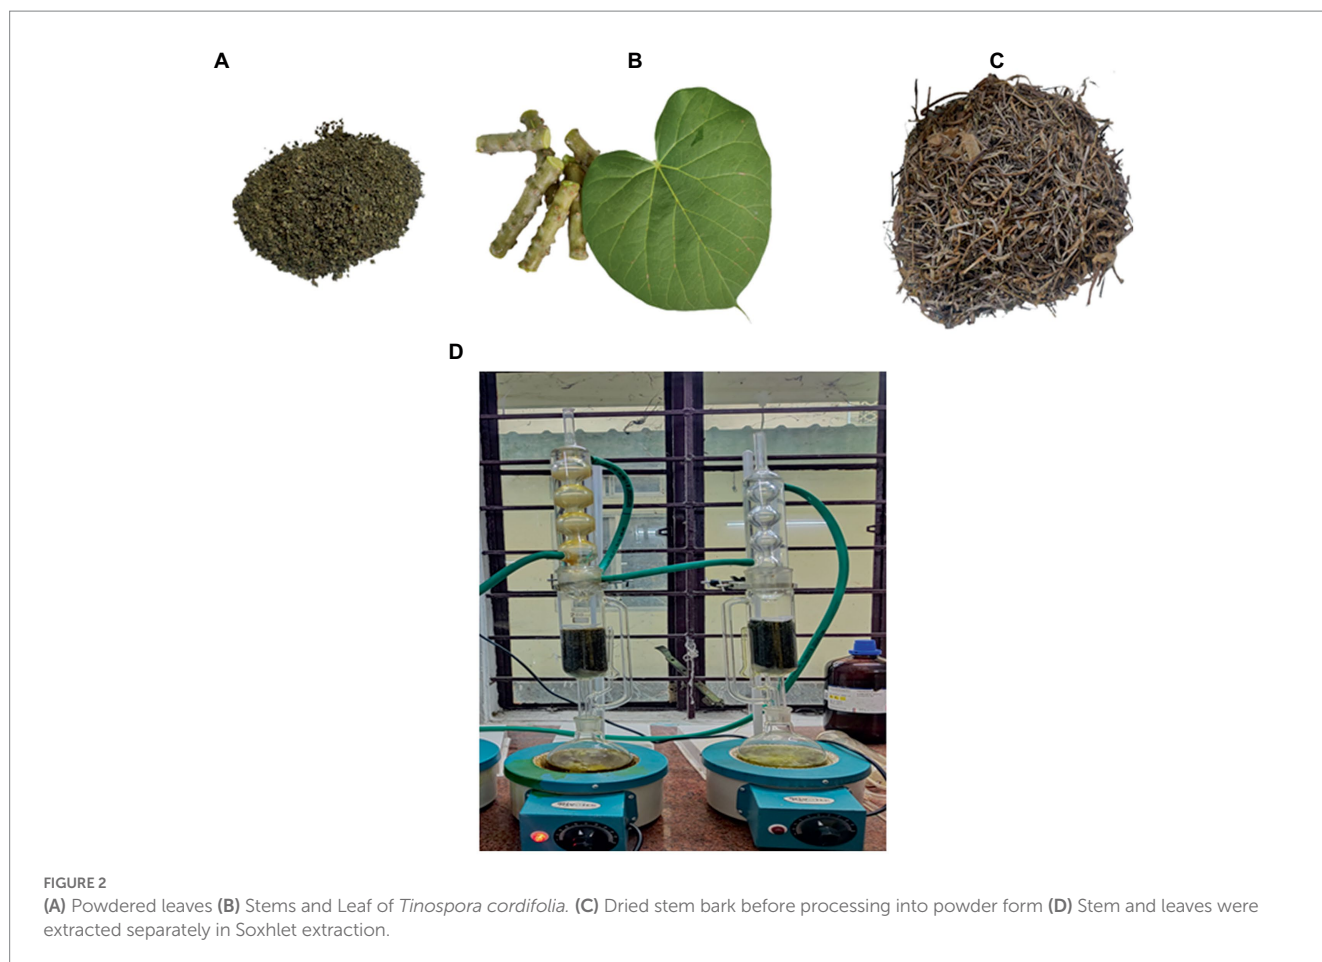 A
B
C
D
FIGURE 2
(A) Powdered leaves (B) Stems and Leaf of Tinospora cordifolia. (C) Dried stem bark before processing into powder form (D) Stem and leaves were
extracted separately in Soxhlet extraction.